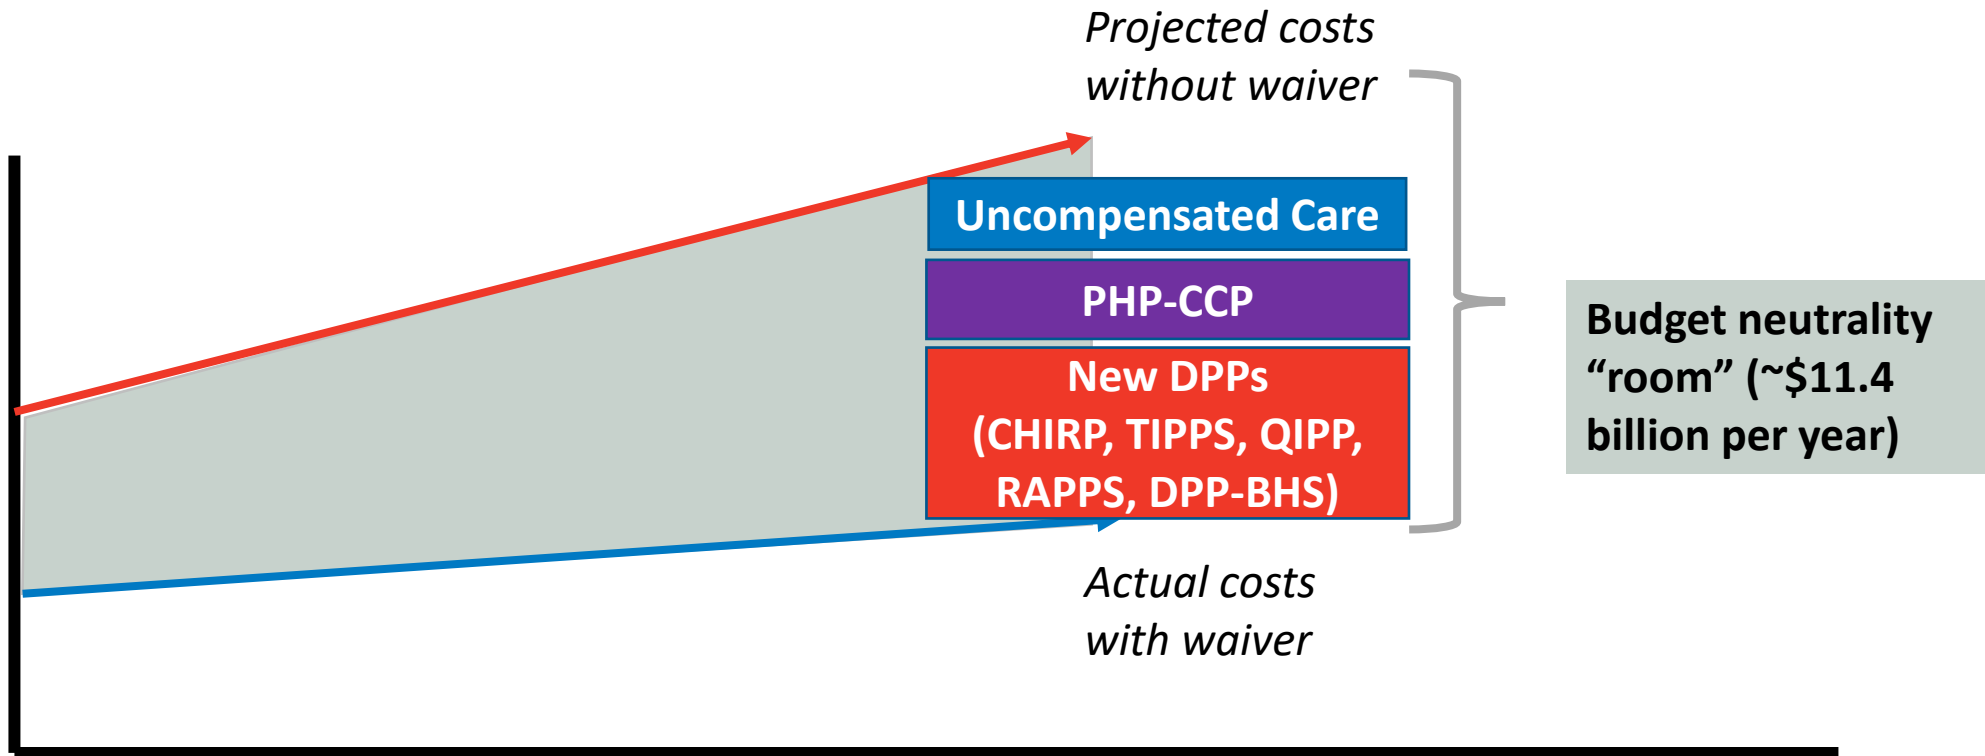 Projected costs
without waiver
Uncompensated Care
PHP-CCP
New DPPs
(CHIRP, TIPPS, QIPP,
RAPPS, DPP-BHS)
Budget neutrality
“room” (~$11.4
billion per year)
Actual costs
with waiver